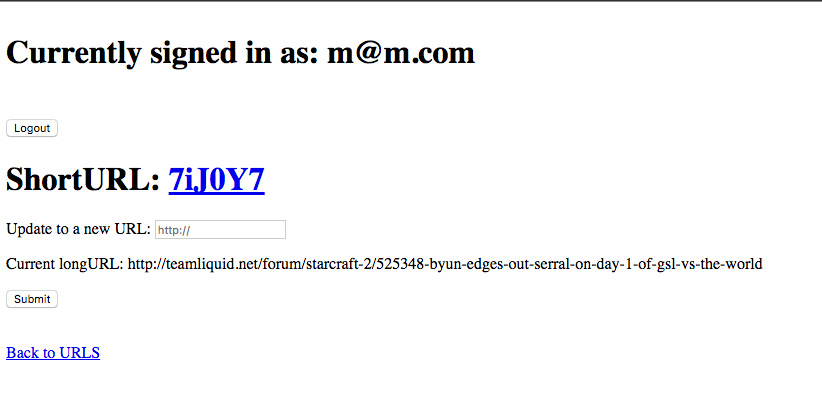 Currently signed in as: m@m.com
Logout
ShortURL: 7iJ0Y7
Update to a new URL: http://
Current longURL: http://teamliquid.net/forum/starcraft-2/525348-byun-edges-out-serral-on-day-1-of-gsl-vs-the-world
Submit
Back to URLS